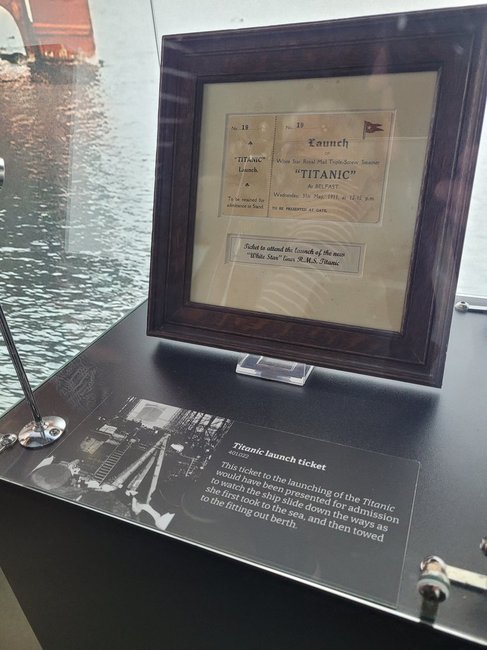 No. 19
"TITANIC"
Launch.
To be retained for
admittance to Stand.
No. 19
Launch
OF
White Star Royal Mail Triple-Screw Steamer
"TITANIC"
At BELFAST,
Wednesday, 31st May, 1911, at 12-15 p.m.
TO BE PRESENTED AT GATE.
Ticket to attend the launch of the new
"White Star" liner R.M.S. Titanic
Titanic launch ticket
401022
This ticket to the launching of the Titanic
would have been presented for admission
to watch the ship slide down the ways as
she first took to the sea, and then towed
to the fitting out berth.